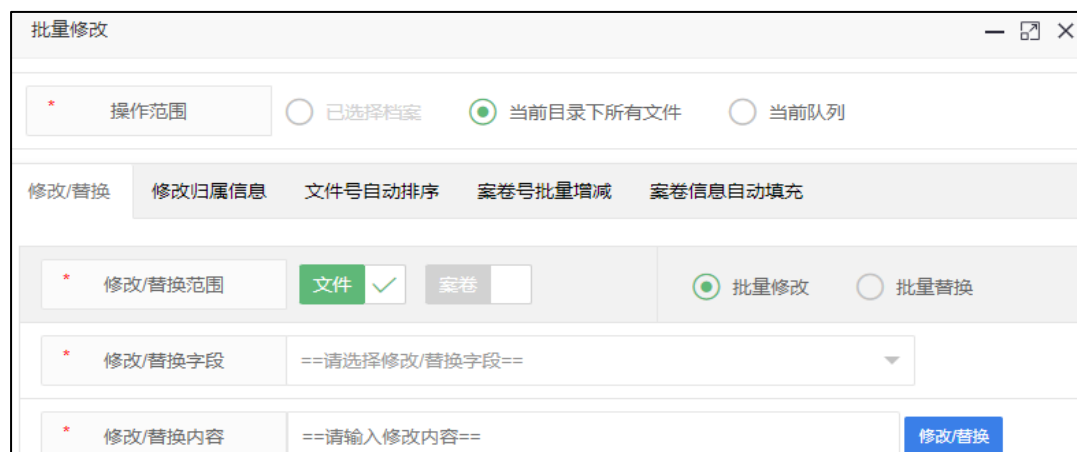 批量修改
* 操作范围 已选择档案 当前目录下所有文件 当前队列
修改/替换 修改归属信息 文件号自动排序 案卷号批量增减 案卷信息自动填充
* 修改/替换范围 文件 案卷 批量修改 批量替换
* 修改/替换字段 ==请选择修改/替换字段==
* 修改/替换内容 ==请输入修改内容== 修改/替换